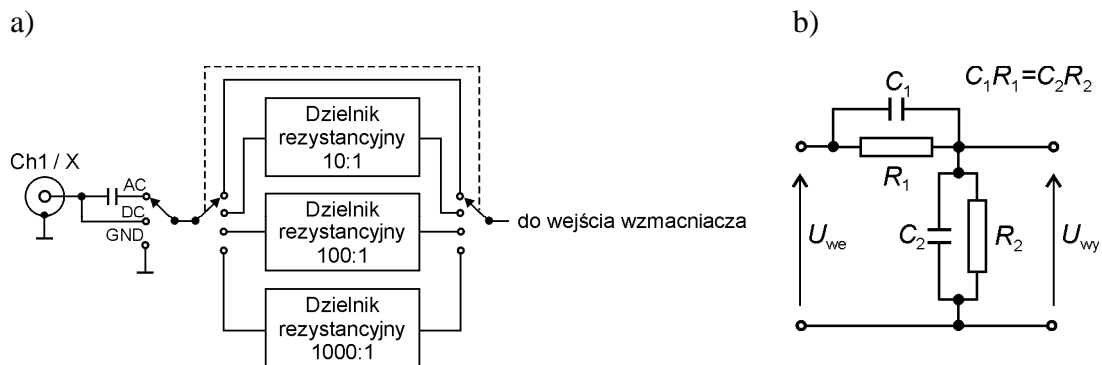 a)
Ch1 / X
AC
DC
GND
Dzielnik
rezystancyjny
10:1
Dzielnik
rezystancyjny
100:1
Dzielnik
rezystancyjny
1000:1
do wejścia wzmacniacza
b)
C₁R₁=C₂R₂
C₁
R₁
Uwe
C₂
R₂
Uwy